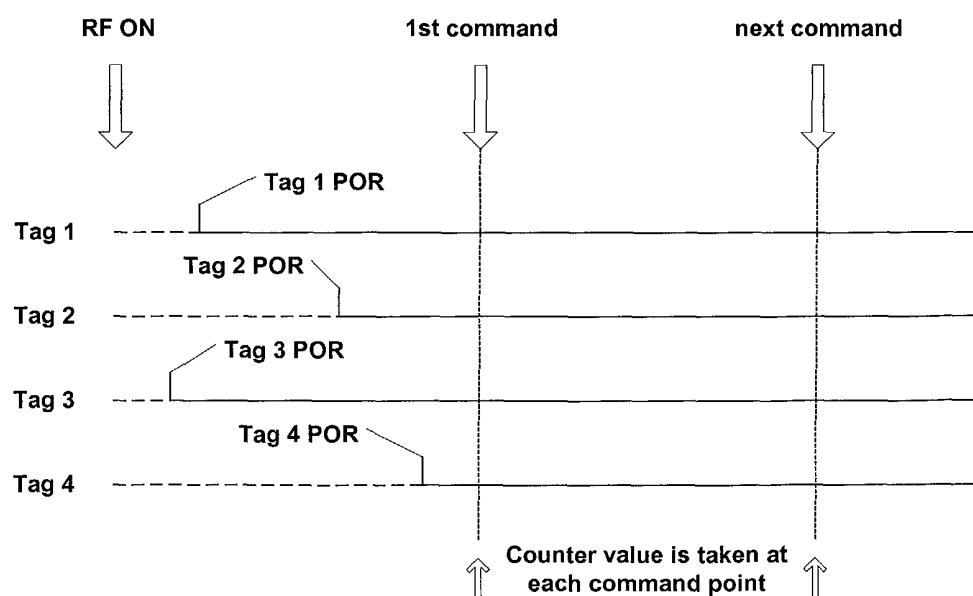 RF ON
1st command
next command
Tag 1 POR
Tag 1
Tag 2 POR
Tag 2
Tag 3 POR
Tag 3
Tag 4 POR
Tag 4
Counter value is taken at
each command point